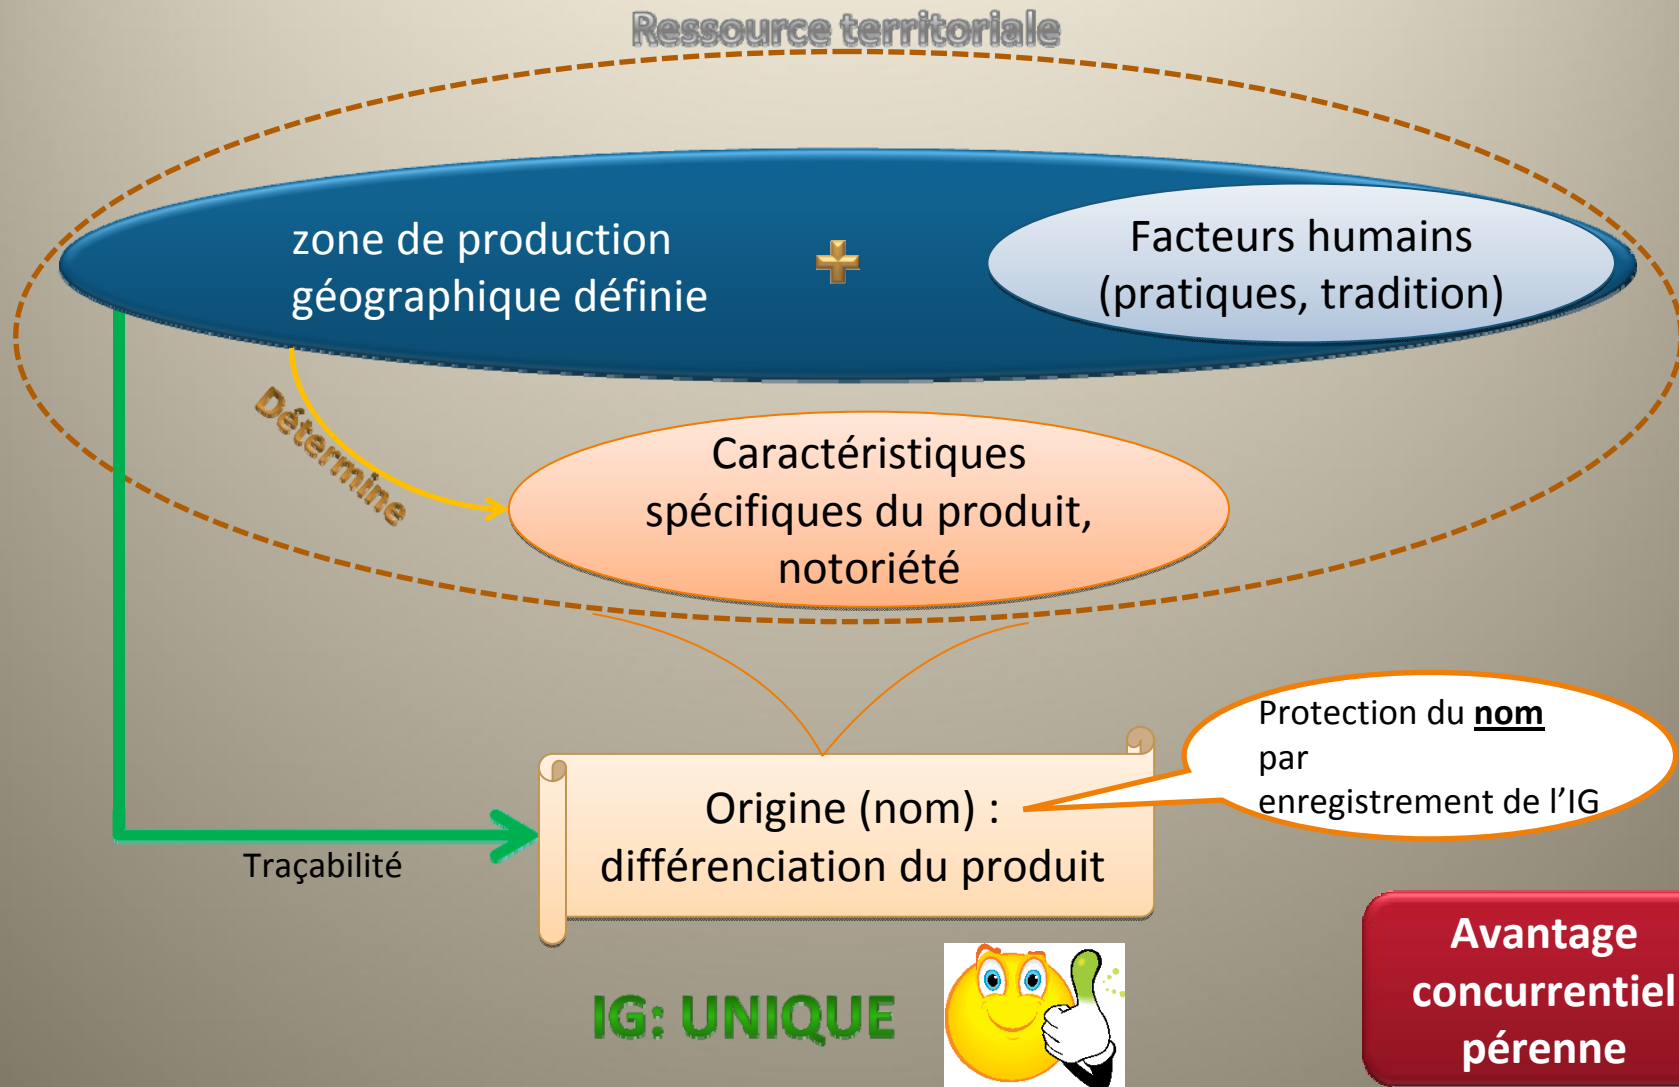 Ressource territoriale
zone de production
géographique définie
Facteurs humains
(pratiques, tradition)
Détermine
Caractéristiques
spécifiques du produit,
notoriété
Protection du nom
par
enregistrement de l’IG
Origine (nom) :
différenciation du produit
Traçabilité
IG: UNIQUE
Avantage
concurrentiel
pérenne